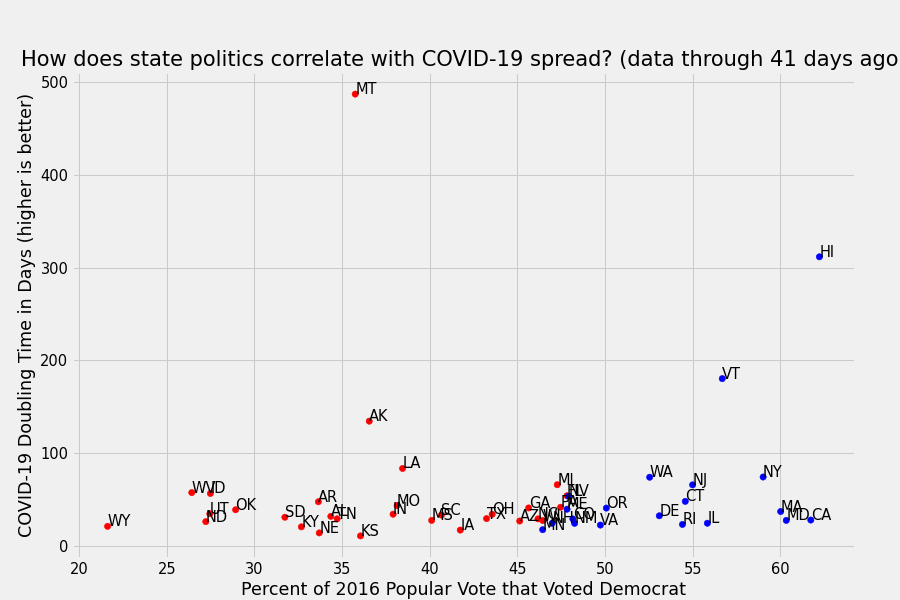 How does state politics correlate with COVID-19 spread? (data through 41 days ago
COVID-19 Doubling Time in Days (higher is better)
500
400
300
200
100
0
MT
HI
VT
AK
LA
WA
NJ
NY
WV
ID
UT
ND
OK
WY
SD
KY
AR
AL
TN
NE
KS
MO
IN
MS
SC
IA
TX
OH
GA
AZ
NC
MI
NV
ME
CO
NM
MN
VA
OR
DE
CT
RI
IL
MA
MD
CA
20
25
30
35
40
45
50
55
60
Percent of 2016 Popular Vote that Voted Democrat